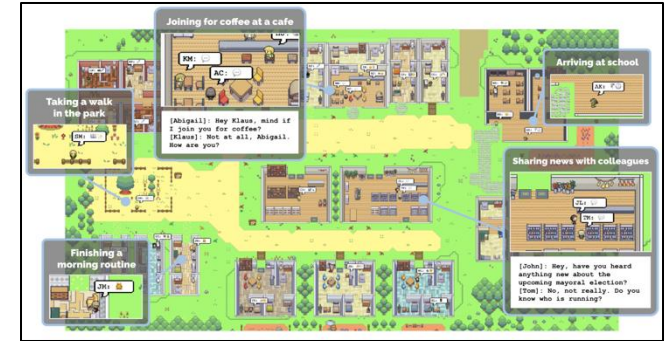 Joining for coffee at a cafe
KM:
AC:
[Abigail]: Hey Klaus, mind if
I join you for coffee?
[Klaus]: Not at all, Abigail.
How are you?
Arriving at school
AK:
Taking a walk
in the park
Sharing news with colleagues
JL:
TM:
[John]: Hey, have you heard
anything new about the
upcoming mayoral election?
[Tom]: No, not really. Do you
know who is running?
Finishing a
morning routine
JM: